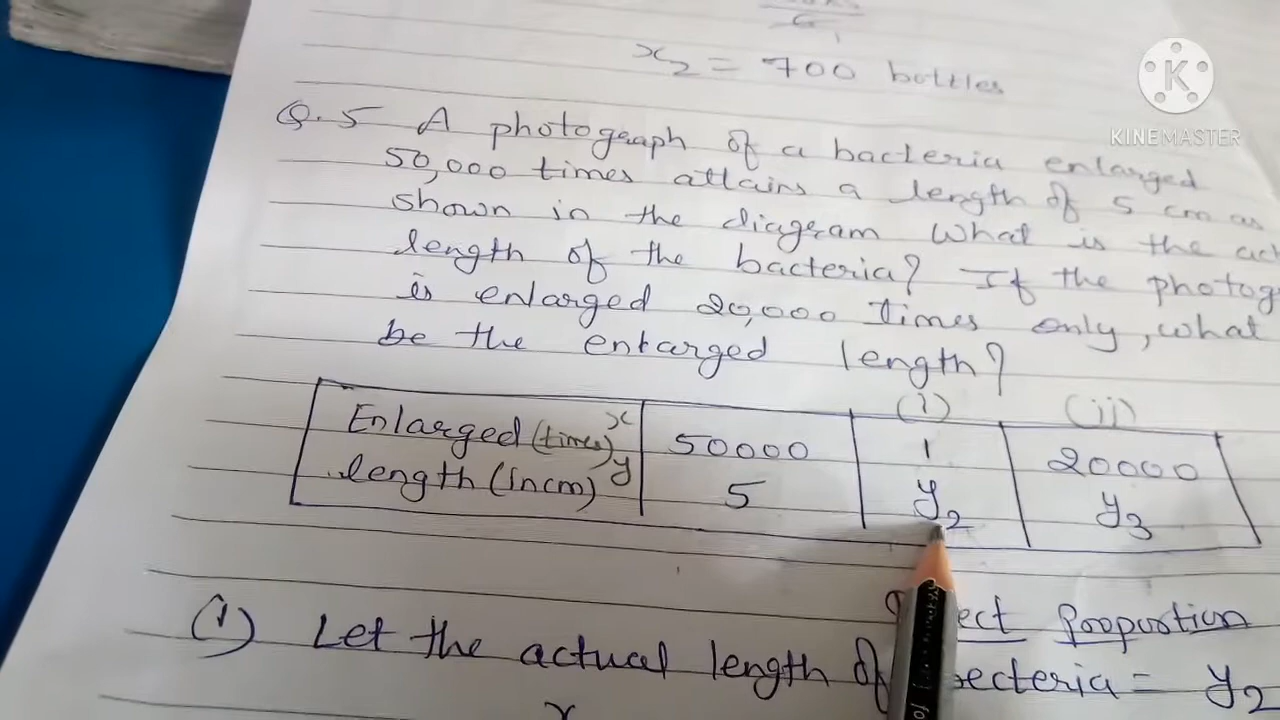 x2 = 700 bottles
KINEMASTER
Q.5 A photograph of a bacteria enlarged
50,000 times attains a length of 5 cm as
shown in the diagram What is the
length of the bacteria? If the
is enlarged 20,000 times only, what
be the enlarged length?
(i) (ii)
Enlarged (times) x 50000 1 20000
length (in cm) y 5 y2 y3
Proportion
(1) Let the actual length of becteria = y2
x